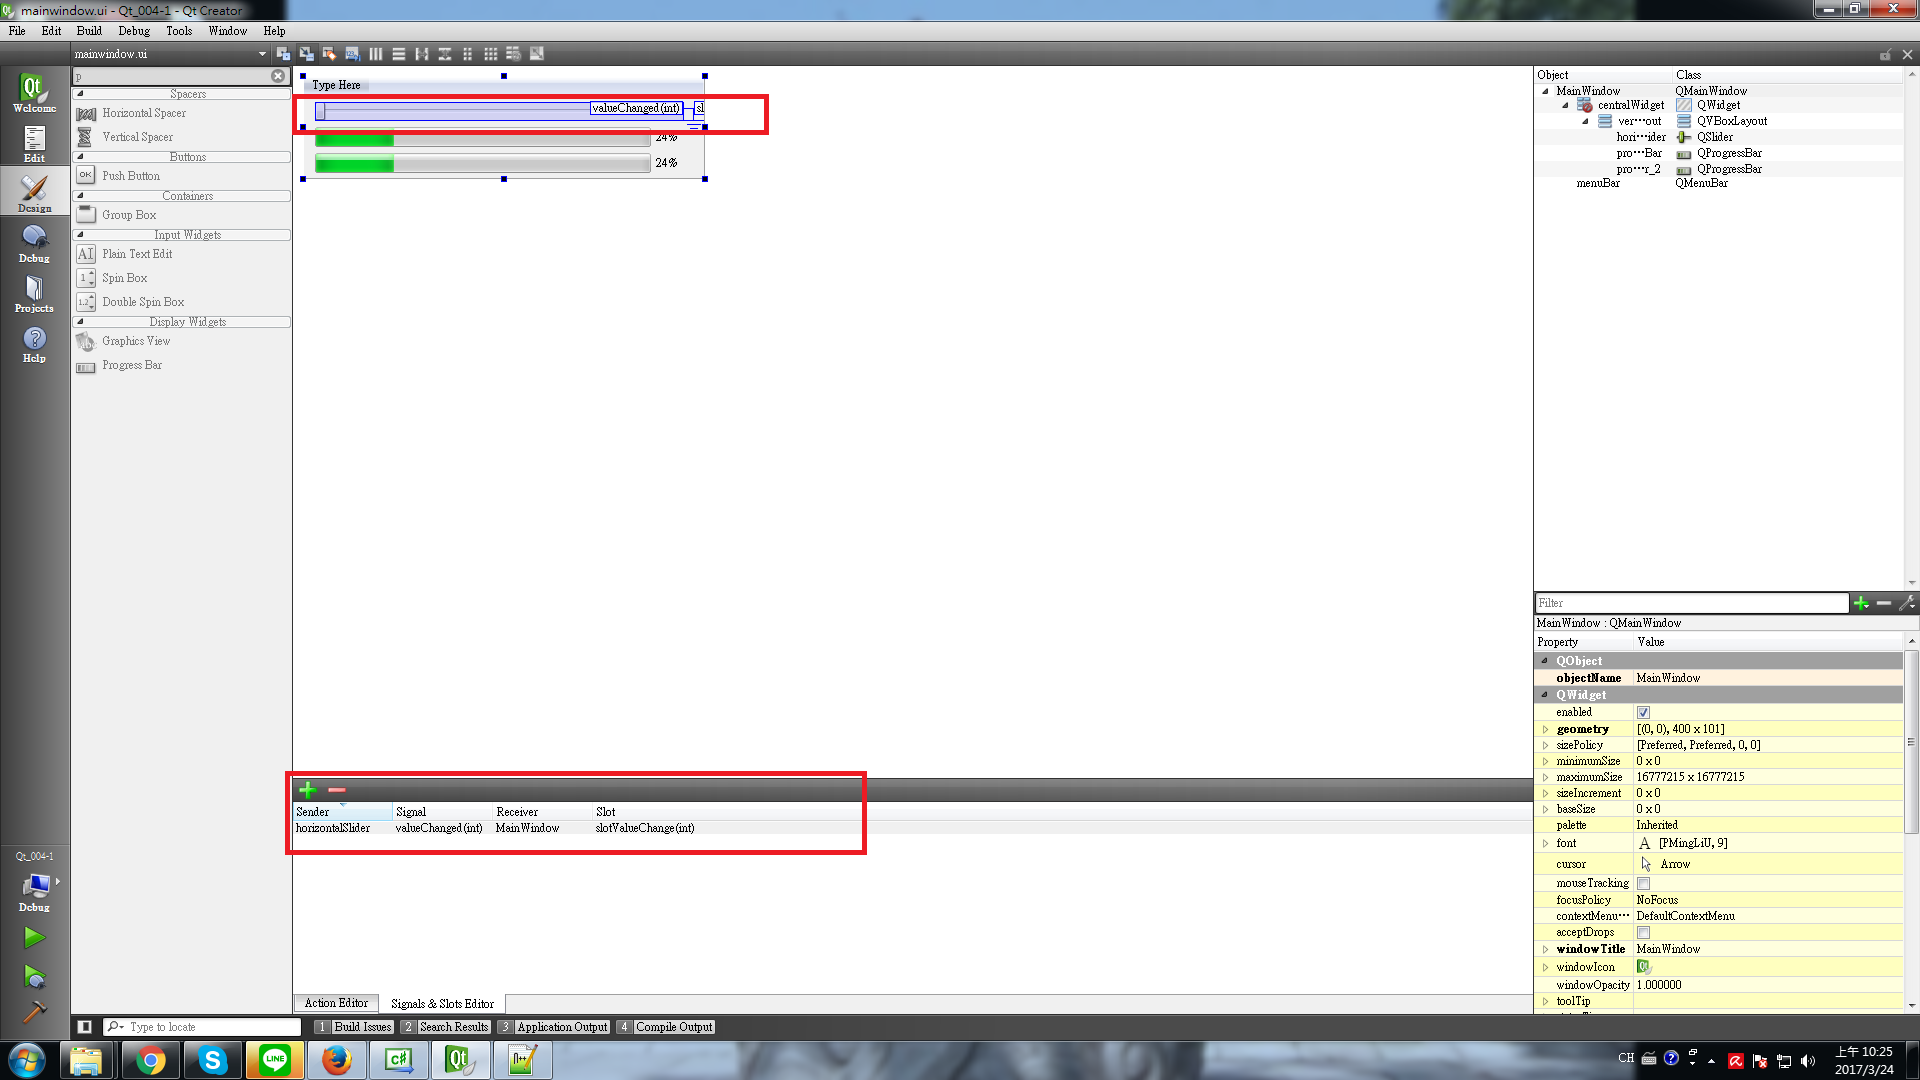 mainwindow.ui - Qt_004-1 - Qt Creator
File Edit Build Debug Tools Window Help
mainwindow.ui
Welcome
Edit
Design
Debug
Projects
Help
Qt_004-1
Debug
p
Spacers
Horizontal Spacer
Vertical Spacer
Buttons
OK Push Button
Containers
Group Box
Input Widgets
AI Plain Text Edit
1 Spin Box
1.2 Double Spin Box
Display Widgets
Graphics View
Progress Bar
Type Here
valueChanged(int) sl
24%
24%
Sender Signal Receiver Slot
horizontalSlider valueChanged(int) MainWindow slotValueChange(int)
Action Editor Signals & Slots Editor
Object Class
MainWindow QMainWindow
centralWidget QWidget
ver···out QVBoxLayout
hori···ider QSlider
pro···Bar QProgressBar
pro···r_2 QProgressBar
menuBar QMenuBar
Filter
MainWindow : QMainWindow
Property Value
QObject
objectName MainWindow
QWidget
enabled
geometry [(0, 0), 400 x 101]
sizePolicy [Preferred, Preferred, 0, 0]
minimumSize 0 x 0
maximumSize 16777215 x 16777215
sizeIncrement 0 x 0
baseSize 0 x 0
palette Inherited
font A [PMingLiU, 9]
cursor Arrow
mouseTracking
focusPolicy NoFocus
contextMenu··· DefaultContextMenu
acceptDrops
windowTitle MainWindow
windowIcon
windowOpacity 1.000000
toolTip
Type to locate 1 Build Issues 2 Search Results 3 Application Output 4 Compile Output
CH
上午 10:25
2017/3/24